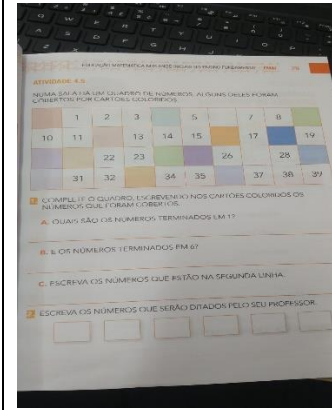 EDUCAÇÃO MATEMÁTICA NOS ANOS INICIAIS DO ENSINO FUNDAMENTAL
ATIVIDADE 4.5
NUMA SALA HÁ UM QUADRO DE NÚMEROS. ALGUNS DELES FORAM
COBERTOS POR CARTÕES COLORIDOS.
1 2 3 5 7 8
10 11 13 14 15 17 19
22 23 26 28
31 32 34 35 37 38 39
COMPLETE O QUADRO, ESCREVENDO NOS CARTÕES COLORIDOS OS
NÚMEROS QUE FORAM COBERTOS.
A. QUAIS SÃO OS NÚMEROS TERMINADOS EM 1?
B. E OS NÚMEROS TERMINADOS EM 6?
C. ESCREVA OS NÚMEROS QUE ESTÃO NA SEGUNDA LINHA.
2 ESCREVA OS NÚMEROS QUE SERÃO DITADOS PELO SEU PROFESSOR.